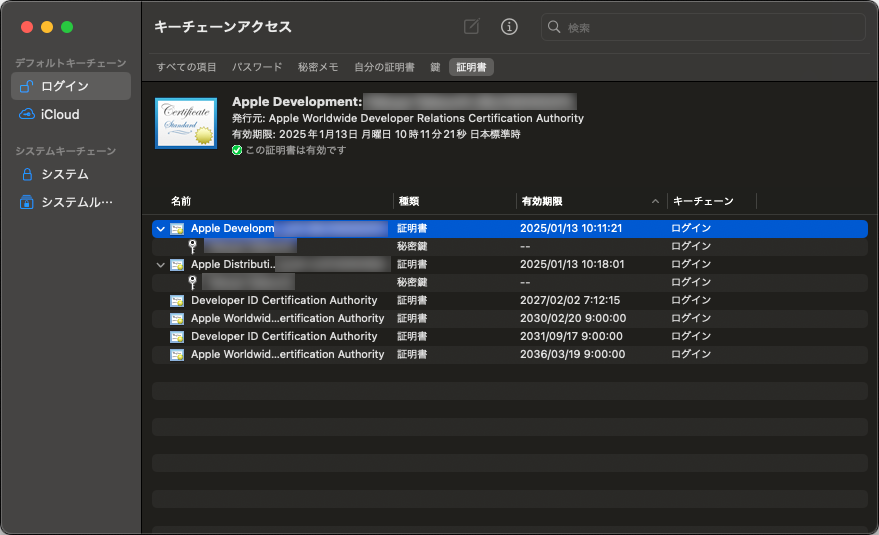 キーチェーンアクセス
検索
デフォルトキーチェーン
ログイン
iCloud
システムキーチェーン
システム
システムル…
すべての項目 パスワード 秘密メモ 自分の証明書 鍵 証明書
Certificate
Standard
Apple Development:
発行元: Apple Worldwide Developer Relations Certification Authority
有効期限: 2025年1月13日 月曜日 10時11分21秒 日本標準時
この証明書は有効です
名前 種類 有効期限 キーチェーン
Apple Developm 証明書 2025/01/13 10:11:21 ログイン
秘密鍵 -- ログイン
Apple Distributi... 証明書 2025/01/13 10:18:01 ログイン
秘密鍵 -- ログイン
Developer ID Certification Authority 証明書 2027/02/02 7:12:15 ログイン
Apple Worldwid...ertification Authority 証明書 2030/02/20 9:00:00 ログイン
Developer ID Certification Authority 証明書 2031/09/17 9:00:00 ログイン
Apple Worldwid...ertification Authority 証明書 2036/03/19 9:00:00 ログイン